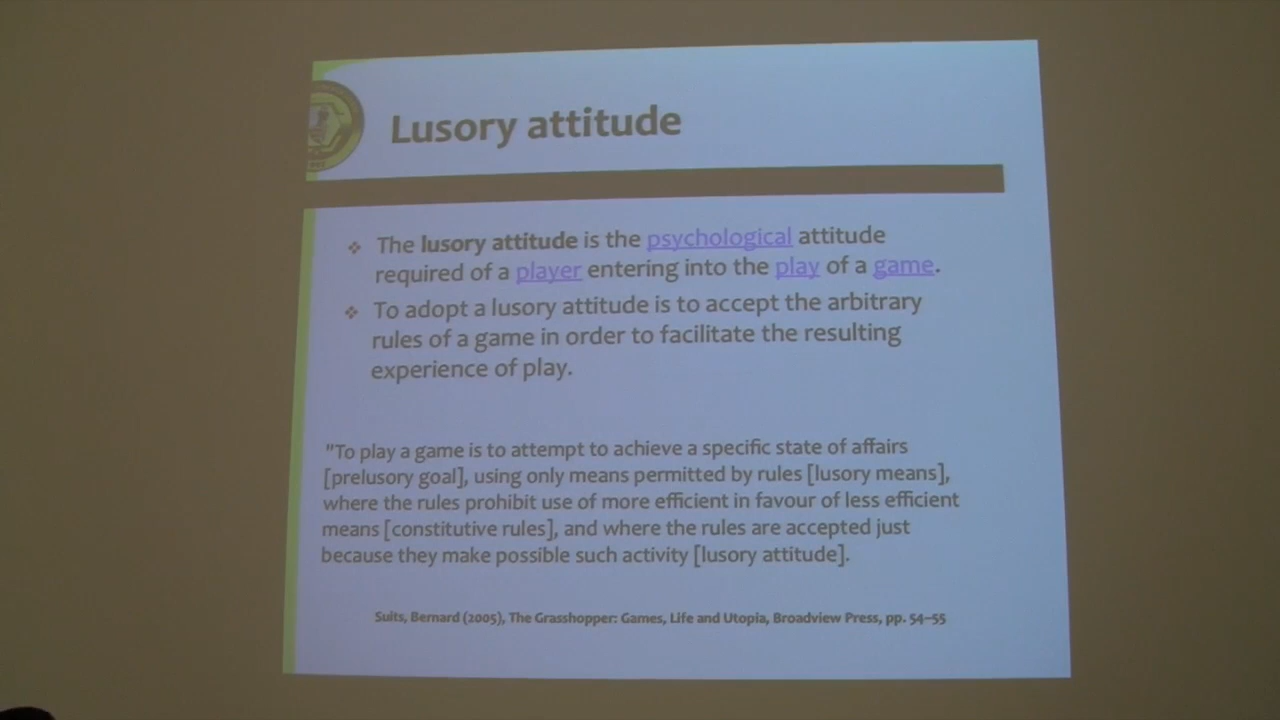 Lusory attitude
❖ The lusory attitude is the psychological attitude
required of a player entering into the play of a game.
❖ To adopt a lusory attitude is to accept the arbitrary
rules of a game in order to facilitate the resulting
experience of play.
"To play a game is to attempt to achieve a specific state of affairs
[prelusory goal], using only means permitted by rules [lusory means],
where the rules prohibit use of more efficient in favour of less efficient
means [constitutive rules], and where the rules are accepted just
because they make possible such activity [lusory attitude].
Suits, Bernard (2005), The Grasshopper: Games, Life and Utopia, Broadview Press, pp. 54–55